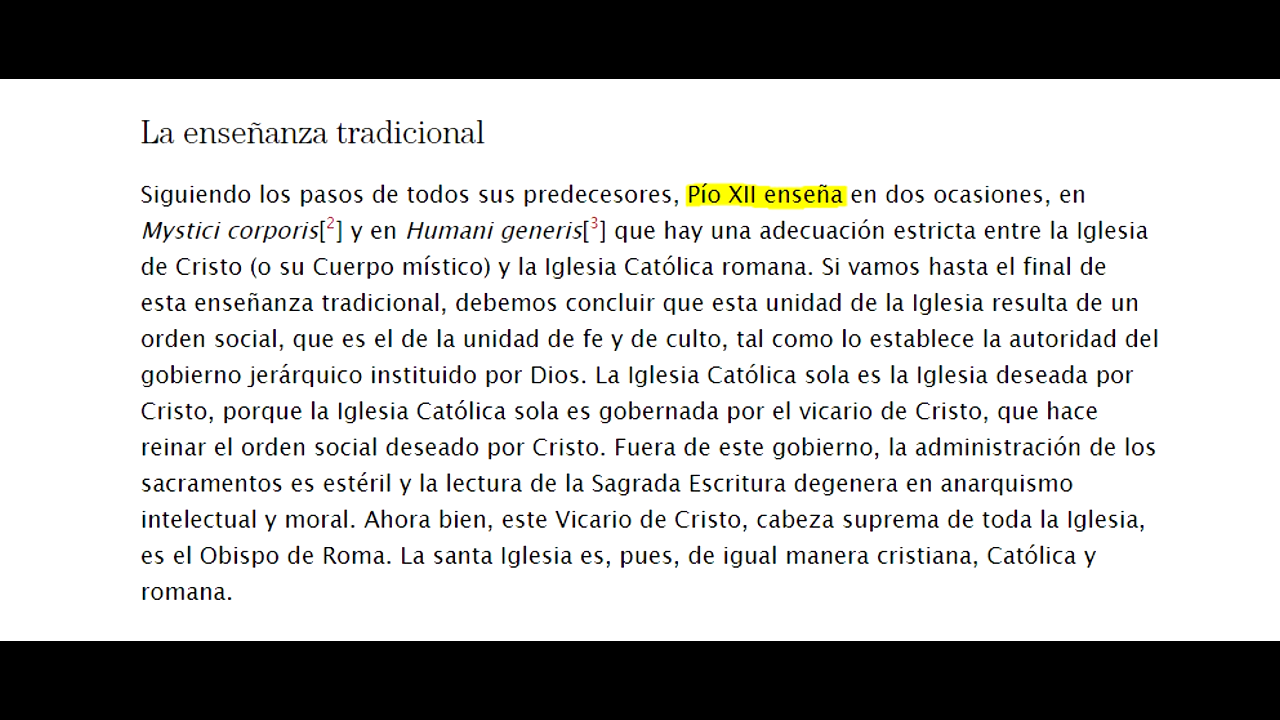 La enseñanza tradicional
Siguiendo los pasos de todos sus predecesores, Pío XII enseña en dos ocasiones, en
Mystici corporis[2] y en Humani generis[3] que hay una adecuación estricta entre la Iglesia
de Cristo (o su Cuerpo místico) y la Iglesia Católica romana. Si vamos hasta el final de
esta enseñanza tradicional, debemos concluir que esta unidad de la Iglesia resulta de un
orden social, que es el de la unidad de fe y de culto, tal como lo establece la autoridad del
gobierno jerárquico instituido por Dios. La Iglesia Católica sola es la Iglesia deseada por
Cristo, porque la Iglesia Católica sola es gobernada por el vicario de Cristo, que hace
reinar el orden social deseado por Cristo. Fuera de este gobierno, la administración de los
sacramentos es estéril y la lectura de la Sagrada Escritura degenera en anarquismo
intelectual y moral. Ahora bien, este Vicario de Cristo, cabeza suprema de toda la Iglesia,
es el Obispo de Roma. La santa Iglesia es, pues, de igual manera cristiana, Católica y
romana.